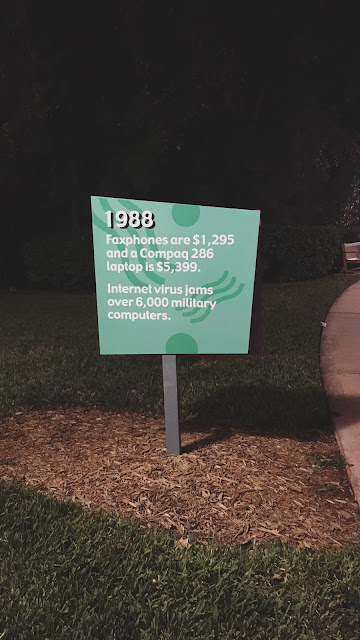 1988
Faxphones are $1,295
and a Compaq 286
laptop is $5,399.
Internet virus jams
over 6,000 military
computers.